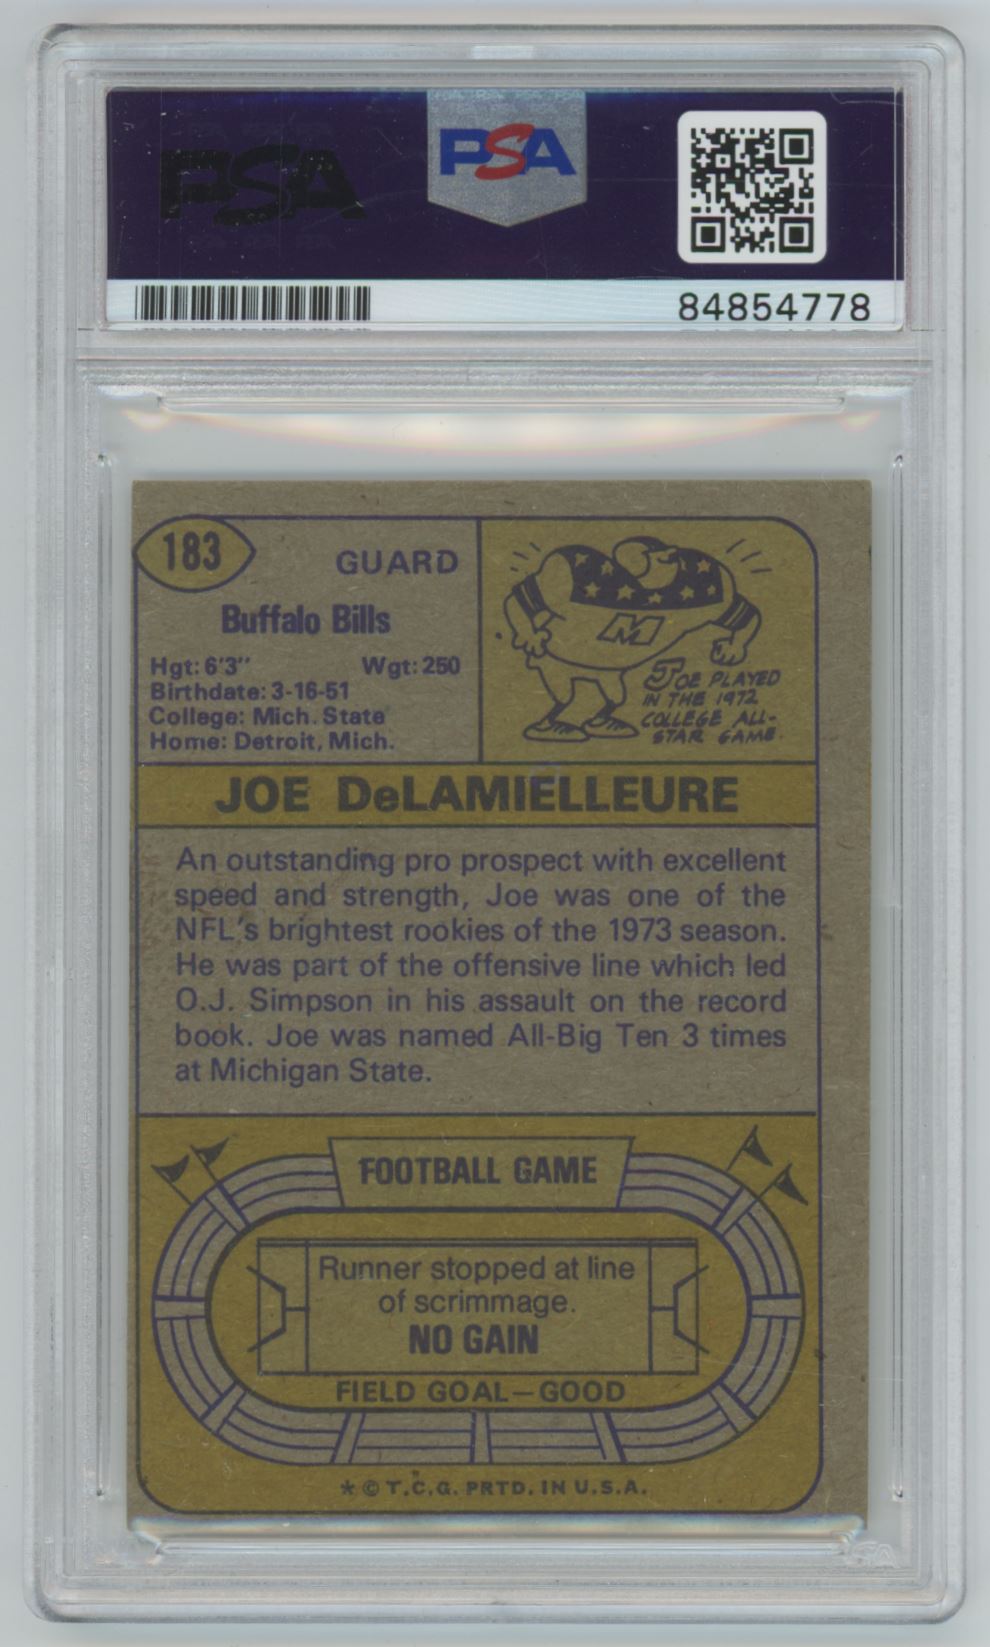 PSA
PSA
84854778
183
GUARD
Buffalo Bills
Hgt: 6'3" Wgt: 250
Birthdate: 3-16-51
College: Mich. State
Home: Detroit, Mich.
M
JOE PLAYED
IN THE 1972
COLLEGE ALL-
STAR GAME.
JOE DeLAMIELLEURE
An outstanding pro prospect with excellent
speed and strength, Joe was one of the
NFL's brightest rookies of the 1973 season.
He was part of the offensive line which led
O.J. Simpson in his assault on the record
book. Joe was named All-Big Ten 3 times
at Michigan State.
FOOTBALL GAME
Runner stopped at line
of scrimmage.
NO GAIN
FIELD GOAL—GOOD
* © T.C.G. PRTD. IN U.S.A.
PSA